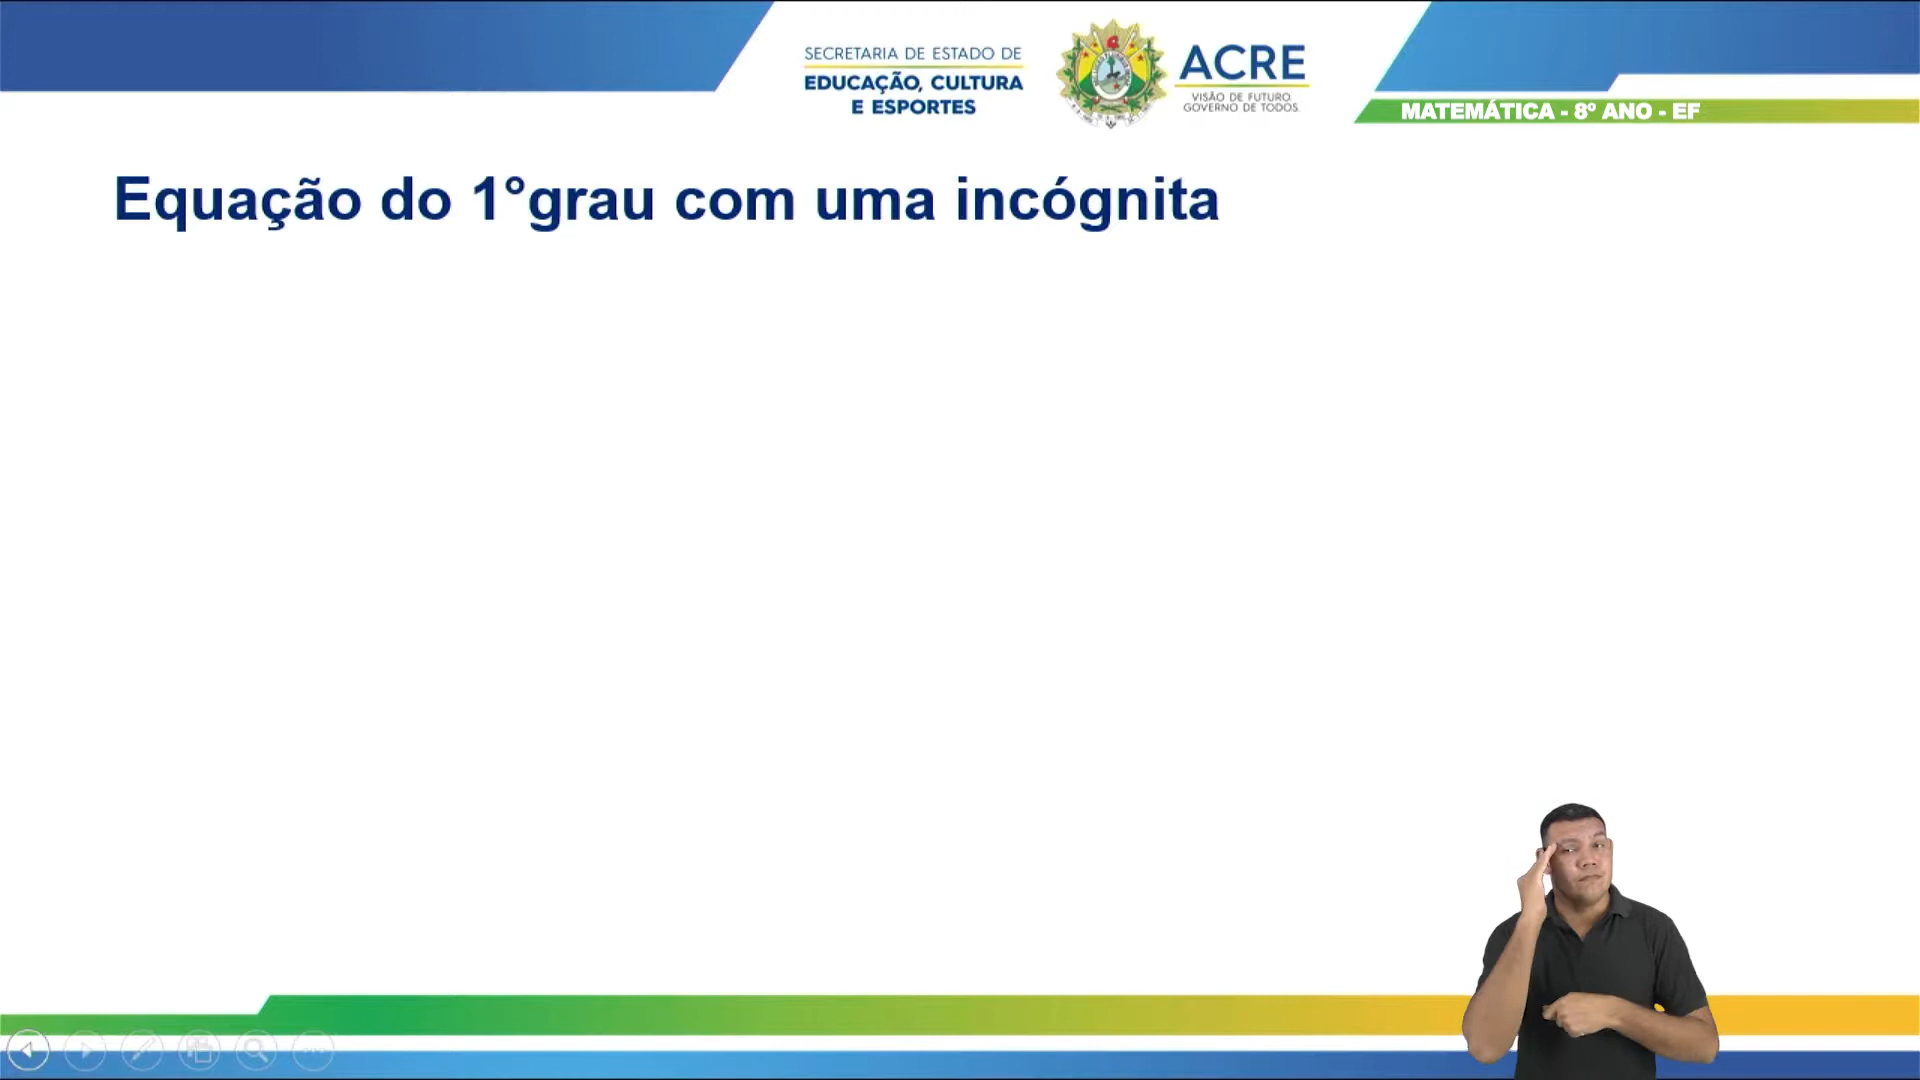 SECRETARIA DE ESTADO DE
EDUCAÇÃO, CULTURA
E ESPORTES
ACRE
VISÃO DE FUTURO.
GOVERNO DE TODOS.
MATEMÁTICA - 8º ANO - EF
Equação do 1°grau com uma incógnita